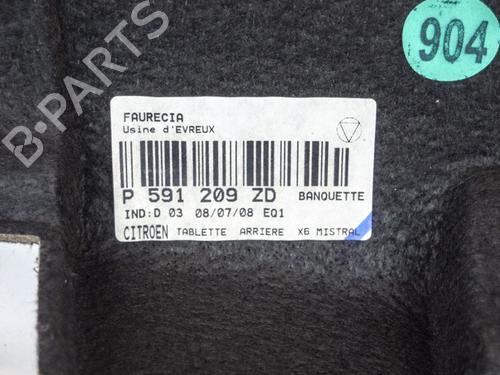 904
B-PARTS
FAURECIA
Usine d'EVREUX
P 591 209 ZD BANQUETTE
IND:D 03 08/07/08 EQ1
CITROEN TABLETTE ARRIERE X6 MISTRAL